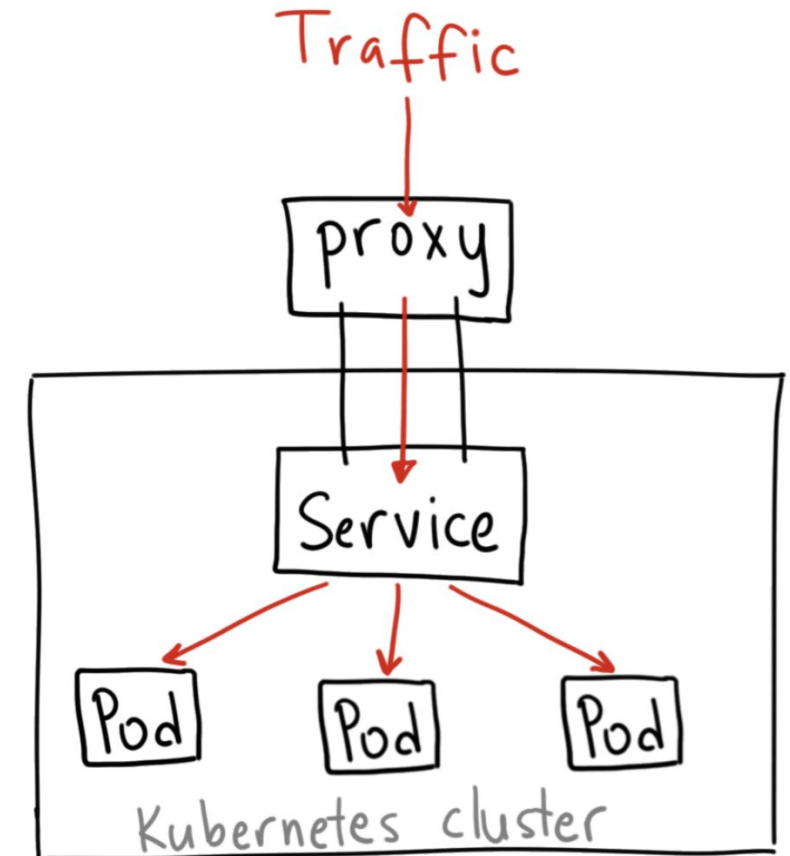 Traffic
proxy
Service
Pod Pod Pod
Kubernetes cluster